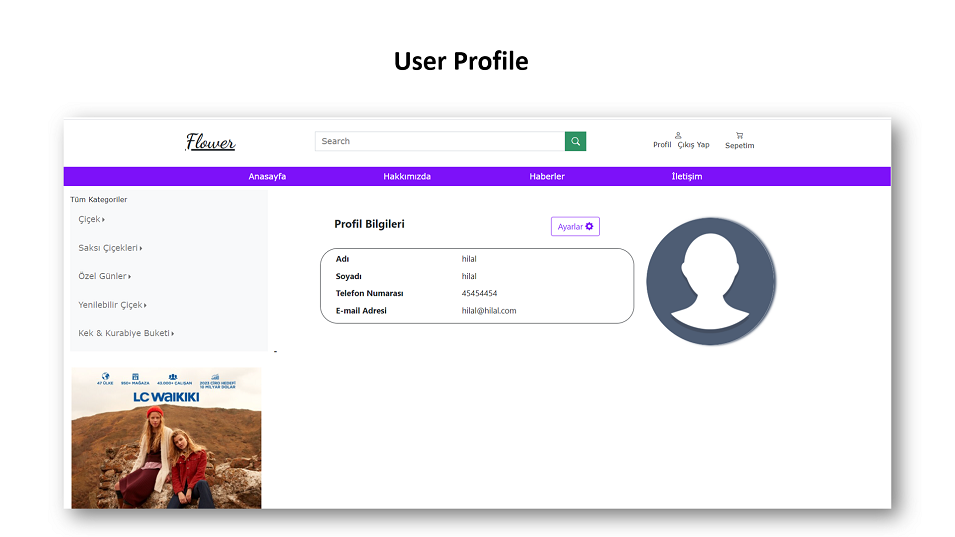 User Profile
Flower
Search
Profil Çıkış Yap
Sepetim
Anasayfa
Hakkımızda
Haberler
İletişim
Tüm Kategoriler
Çiçek
Saksı Çiçekleri
Özel Günler
Yenilebilir Çiçek
Kek & Kurabiye Buketi
Profil Bilgileri
Ayarlar
Adı hilal
Soyadı hilal
Telefon Numarası 45454454
E-mail Adresi hilal@hilal.com
-
47 ÜLKE
43.000+ ÇALIŞAN
2023 CİRO HEDEFİ
10 MİLYAR DOLAR
LC WAIKIKI